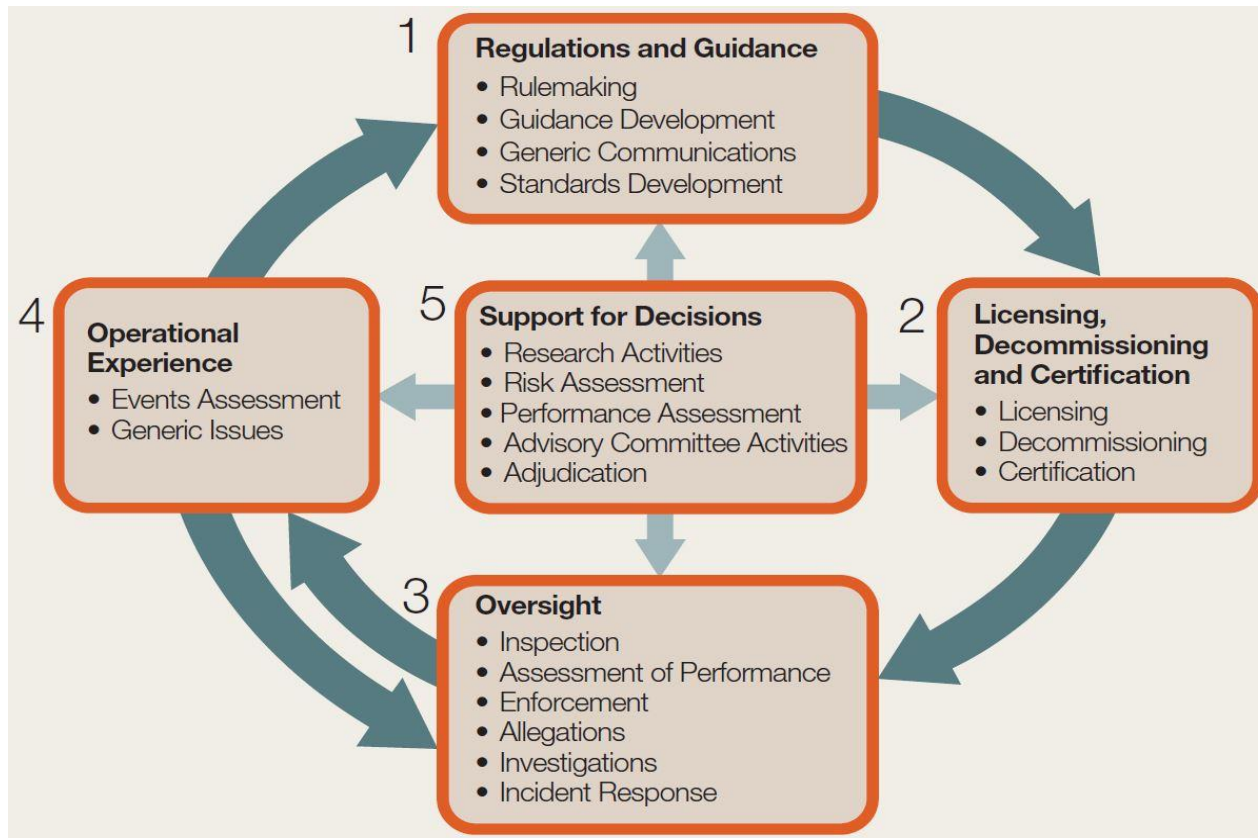 1
Regulations and Guidance
• Rulemaking
• Guidance Development
• Generic Communications
• Standards Development
4
Operational
Experience
• Events Assessment
• Generic Issues
5
Support for Decisions
• Research Activities
• Risk Assessment
• Performance Assessment
• Advisory Committee Activities
• Adjudication
2
Licensing,
Decommissioning
and Certification
• Licensing
• Decommissioning
• Certification
3
Oversight
• Inspection
• Assessment of Performance
• Enforcement
• Allegations
• Investigations
• Incident Response